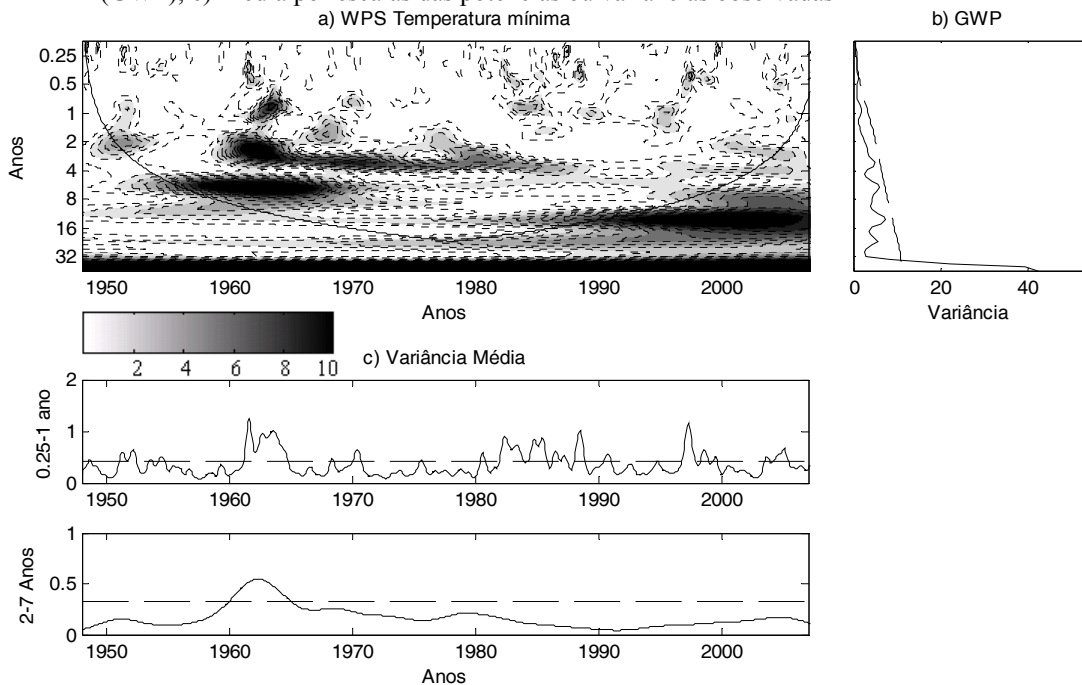 a) WPS Temperatura mínima
b) GWP
0.25
0.5
1
2
4
8
16
32
Anos
1950 1960 1970 1980 1990 2000
Anos
0 20 40
Variância
2 4 6 8 10
c) Variância Média
2
1
0
0.25-1 ano
1950 1960 1970 1980 1990 2000
1
0.5
0
2-7 Anos
1950 1960 1970 1980 1990 2000
Anos